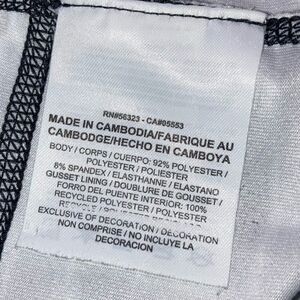 RN#56323 - CA#05553
MADE IN CAMBODIA/FABRIQUE AU
CAMBODGE/HECHO EN CAMBOYA
BODY / CORPS / CUERPO: 92% POLYESTER /
POLYESTER / POLIESTER
8% SPANDEX / ELASTHANNE / ELASTANO
GUSSET LINING / DOUBLURE DE GOUSSET /
FORRO DEL PUENTE INTERIOR: 100%
RECYCLED POLYESTER / POLYESTER
EXCLUSIVE OF DECORATION / DECORATION
NON COMPRISE / NO INCLUYE LA
DECORACION